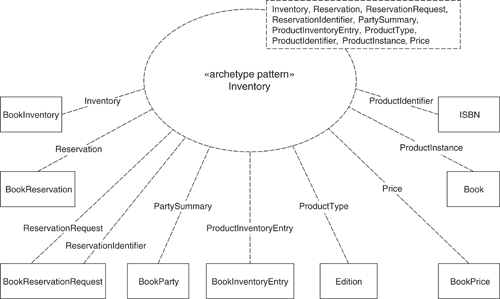 Inventory, Reservation, ReservationRequest,
ReservationIdentifier, PartySummary,
ProductInventoryEntry, ProductType,
ProductIdentifier, ProductInstance, Price
«archetype pattern»
Inventory
Inventory
ProductIdentifier
BookInventory
ISBN
Reservation
ProductInstance
BookReservation
Book
Price
PartySummary
ProductType
ReservationRequest
ProductInventoryEntry
ReservationIdentifier
BookReservationRequest
BookParty
BookInventoryEntry
Edition
BookPrice